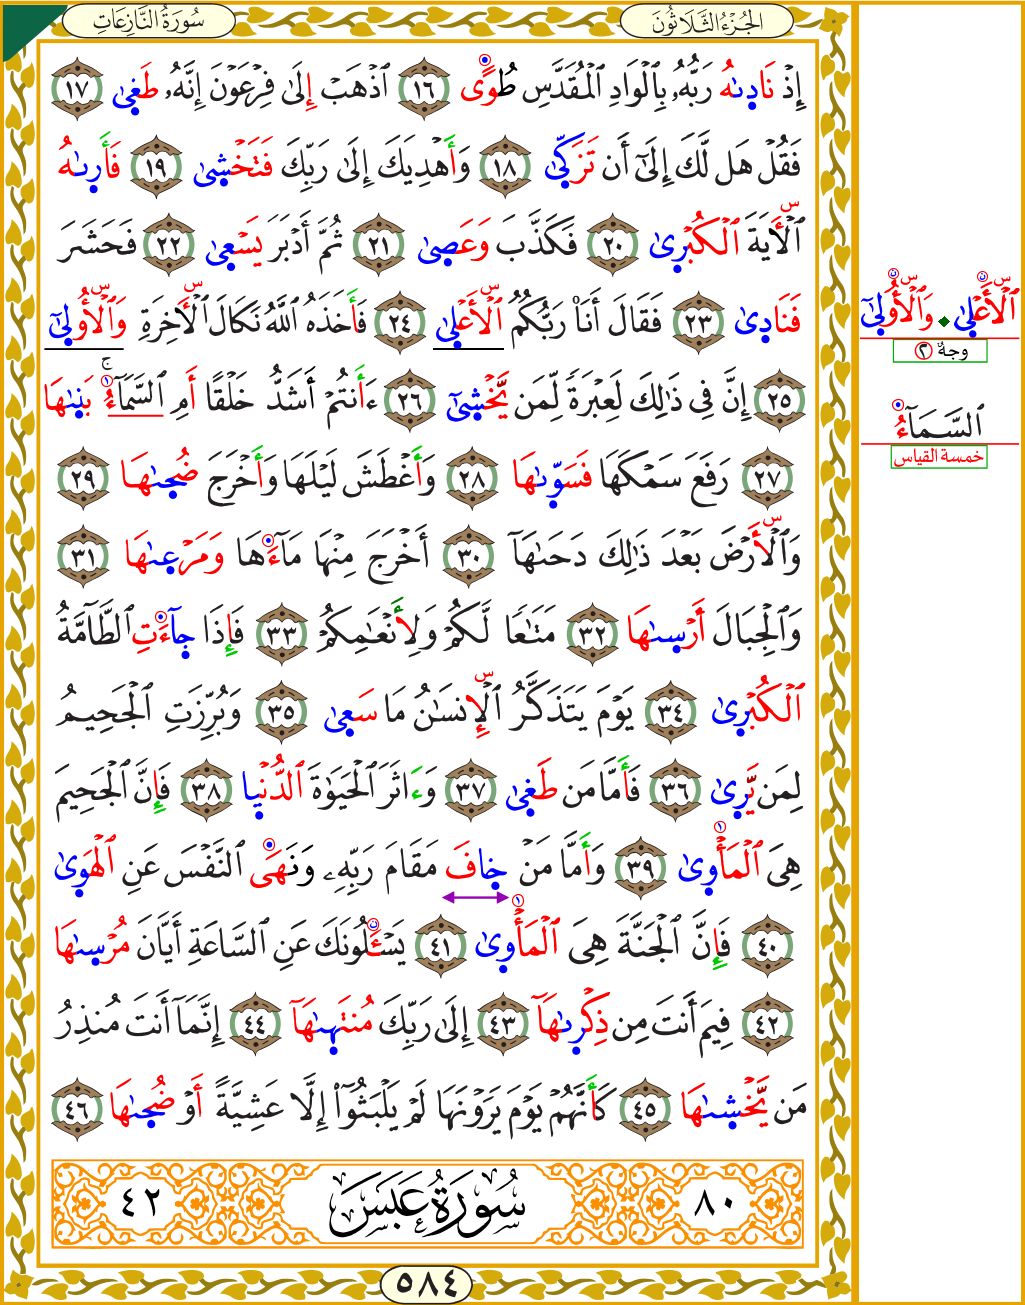 سُورَةُ النَّازِعَاتِ
الجُزْءُ الثَّلَاثُونَ
إِذْ نَادَىٰهُ رَبُّهُۥ بِٱلْوَادِ ٱلْمُقَدَّسِ طُوًى ١٦ ٱذْهَبْ إِلَىٰ فِرْعَوْنَ إِنَّهُۥ طَغَىٰ ١٧
فَقُلْ هَل لَّكَ إِلَىٰٓ أَن تَزَكَّىٰ ١٨ وَأَهْدِيَكَ إِلَىٰ رَبِّكَ فَتَخْشَىٰ ١٩ فَأَرَىٰهُ
ٱلْأَيَةَ ٱلْكُبْرَىٰ ٢٠ فَكَذَّبَ وَعَصَىٰ ٢١ ثُمَّ أَدْبَرَ يَسْعَىٰ ٢٢ فَحَشَرَ
فَنَادَىٰ ٢٣ فَقَالَ أَنَا۠ رَبُّكُمُ ٱلْأَعْلَىٰ ٢٤ فَأَخَذَهُ ٱللَّهُ نَكَالَ ٱلْأَخِرَةِ وَٱلْأُولَىٰٓ
٢٥ إِنَّ فِى ذَٰلِكَ لَعِبْرَةً لِّمَن يَخْشَىٰٓ ٢٦ ءَأَنتُمْ أَشَدُّ خَلْقًا أَمِ ٱلسَّمَآءُ ۚ بَنَىٰهَا
٢٧ رَفَعَ سَمْكَهَا فَسَوَّىٰهَا ٢٨ وَأَغْطَشَ لَيْلَهَا وَأَخْرَجَ ضُحَىٰهَا ٢٩
وَٱلْأَرْضَ بَعْدَ ذَٰلِكَ دَحَىٰهَآ ٣٠ أَخْرَجَ مِنْهَا مَآءَهَا وَمَرْعَىٰهَا ٣١
وَٱلْجِبَالَ أَرْسَىٰهَا ٣٢ مَتَٰعًا لَّكُمْ وَلِأَنْعَٰمِكُمْ ٣٣ فَإِذَا جَآءَتِ ٱلطَّآمَّةُ
ٱلْكُبْرَىٰ ٣٤ يَوْمَ يَتَذَكَّرُ ٱلْإِنسَٰنُ مَا سَعَىٰ ٣٥ وَبُرِّزَتِ ٱلْجَحِيمُ
لِمَن يَرَىٰ ٣٦ فَأَمَّا مَن طَغَىٰ ٣٧ وَءَاثَرَ ٱلْحَيَوٰةَ ٱلدُّنْيَا ٣٨ فَإِنَّ ٱلْجَحِيمَ
هِىَ ٱلْمَأْوَىٰ ٣٩ وَأَمَّا مَنْ خَافَ مَقَامَ رَبِّهِۦ وَنَهَى ٱلنَّفْسَ عَنِ ٱلْهَوَىٰ
٤٠ فَإِنَّ ٱلْجَنَّةَ هِىَ ٱلْمَأْوَىٰ ٤١ يَسْـَٔلُونَكَ عَنِ ٱلسَّاعَةِ أَيَّانَ مُرْسَىٰهَا
٤٢ فِيمَ أَنتَ مِن ذِكْرَىٰهَآ ٤٣ إِلَىٰ رَبِّكَ مُنتَهَىٰهَآ ٤٤ إِنَّمَآ أَنتَ مُنذِرُ
مَن يَخْشَىٰهَا ٤٥ كَأَنَّهُمْ يَوْمَ يَرَوْنَهَا لَمْ يَلْبَثُوٓا۟ إِلَّا عَشِيَّةً أَوْ ضُحَىٰهَا ٤٦
٨٠ سُورَةُ عَبَسَ ٤٢
٥٨٤
ٱلْأَعْلَىٰ ◆ وَٱلْأُولَىٰٓ
وجهٌ ٢
ٱلسَّمَآءُ
خمسة القياس